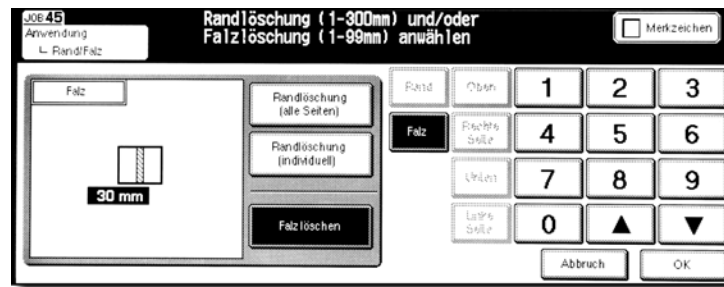 JOB 45
Anwendung
Rand/Falz
Randlöschung (1-300mm) und/oder
Falzlöschung (1-99mm) anwählen
Merkzeichen
Falz
30 mm
Randlöschung
(alle Seiten)
Randlöschung
(individuell)
Falzlöschen
Rand
Falz
Oben
Rechte
Seite
Unten
Linke
Seite
1
2
3
4
5
6
7
8
9
0
▲
▼
Abbruch
OK